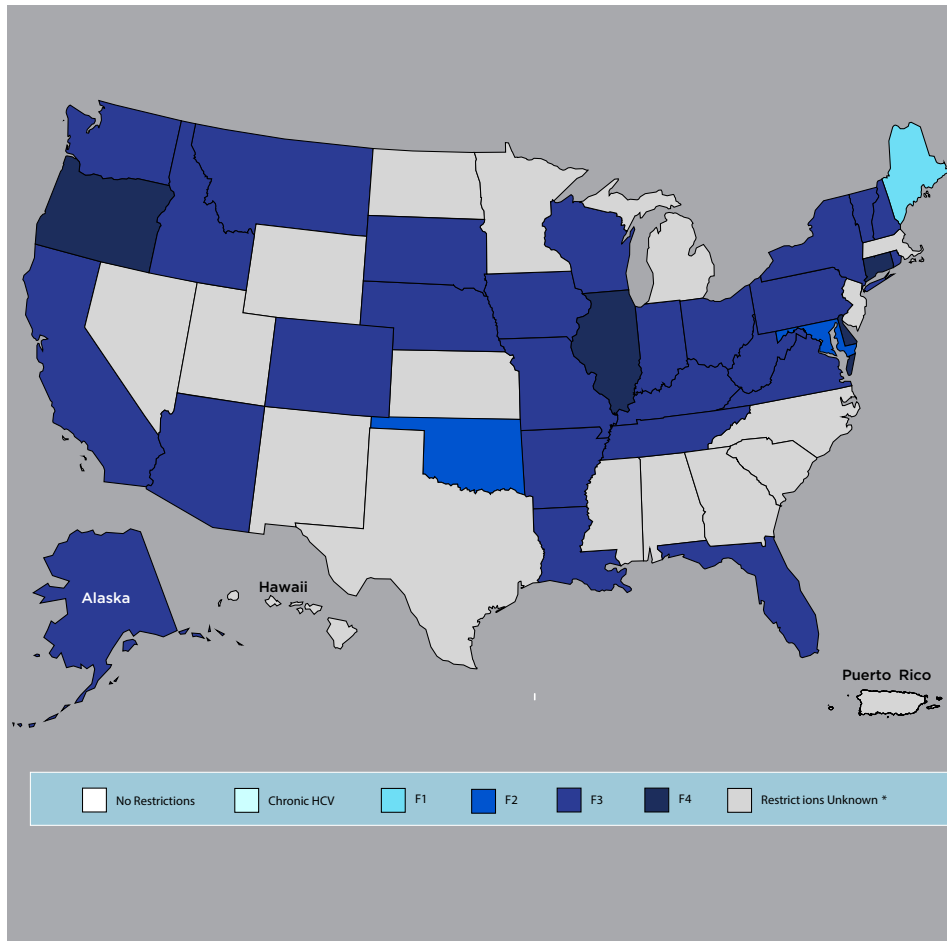 Hawaii
Alaska
Puerto Rico
No Restrictions
Chronic HCV
F1
F2
F3
F4
Restrict ions Unknown *